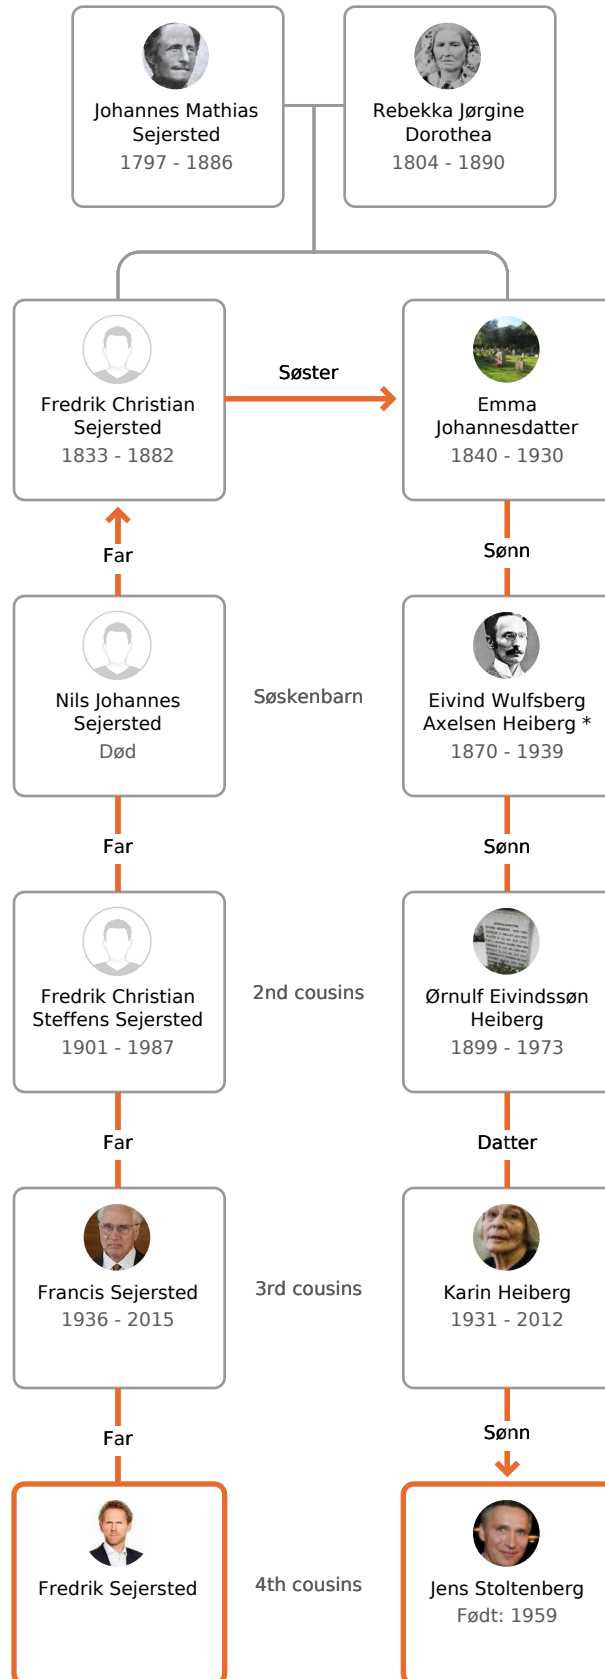 Johannes Mathias
Sejersted
1797 - 1886
Rebekka Jørgine
Dorothea
1804 - 1890
Fredrik Christian
Sejersted
1833 - 1882
Søster
Emma
Johannesdatter
1840 - 1930
Far
Sønn
Nils Johannes
Sejersted
Død
Søskenbarn
Eivind Wulfsberg
Axelsen Heiberg *
1870 - 1939
Far
Sønn
Fredrik Christian
Steffens Sejersted
1901 - 1987
2nd cousins
Ørnulf Eivindssøn
Heiberg
1899 - 1973
Far
Datter
Francis Sejersted
1936 - 2015
3rd cousins
Karin Heiberg
1931 - 2012
Far
Sønn
Fredrik Sejersted
4th cousins
Jens Stoltenberg
Født: 1959